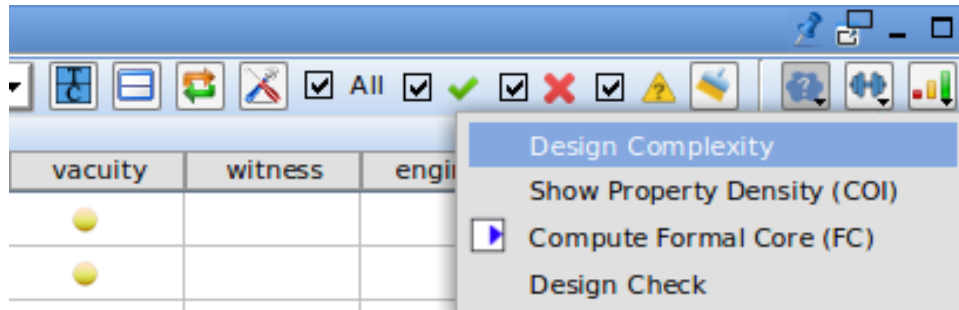 T
C
All
Design Complexity
vacuity witness engi
Show Property Density (COI)
Compute Formal Core (FC)
Design Check